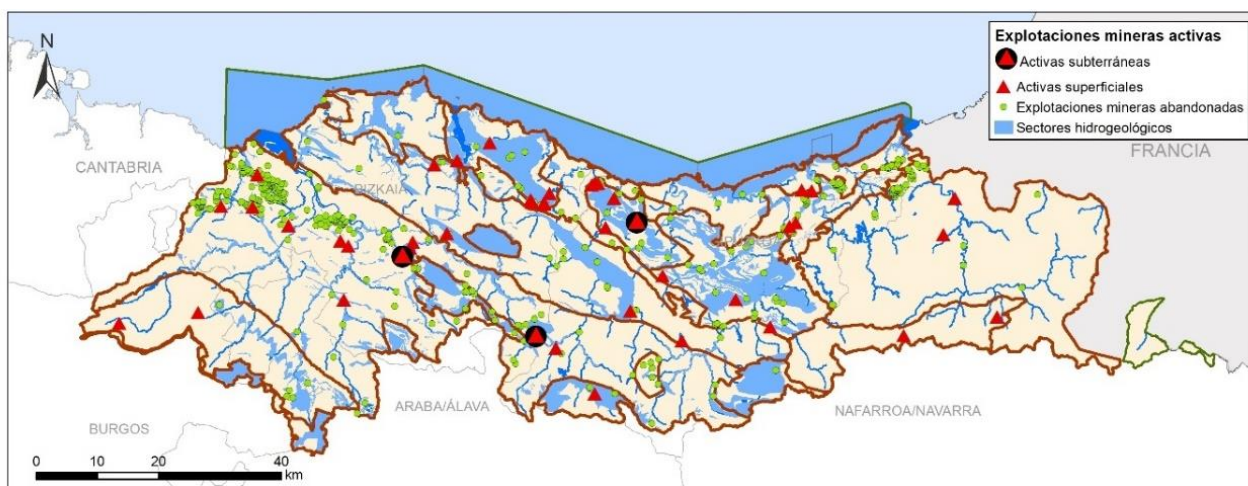 N
Explotaciones mineras activas
Activas subterráneas
Activas superficiales
Explotaciones mineras abandonadas
Sectores hidrogeológicos
FRANCIA
CANTABRIA
BIZKAIA
ARABA/ÁLAVA
NAFARROA/NAVARRA
BURGOS
0 10 20 40
km